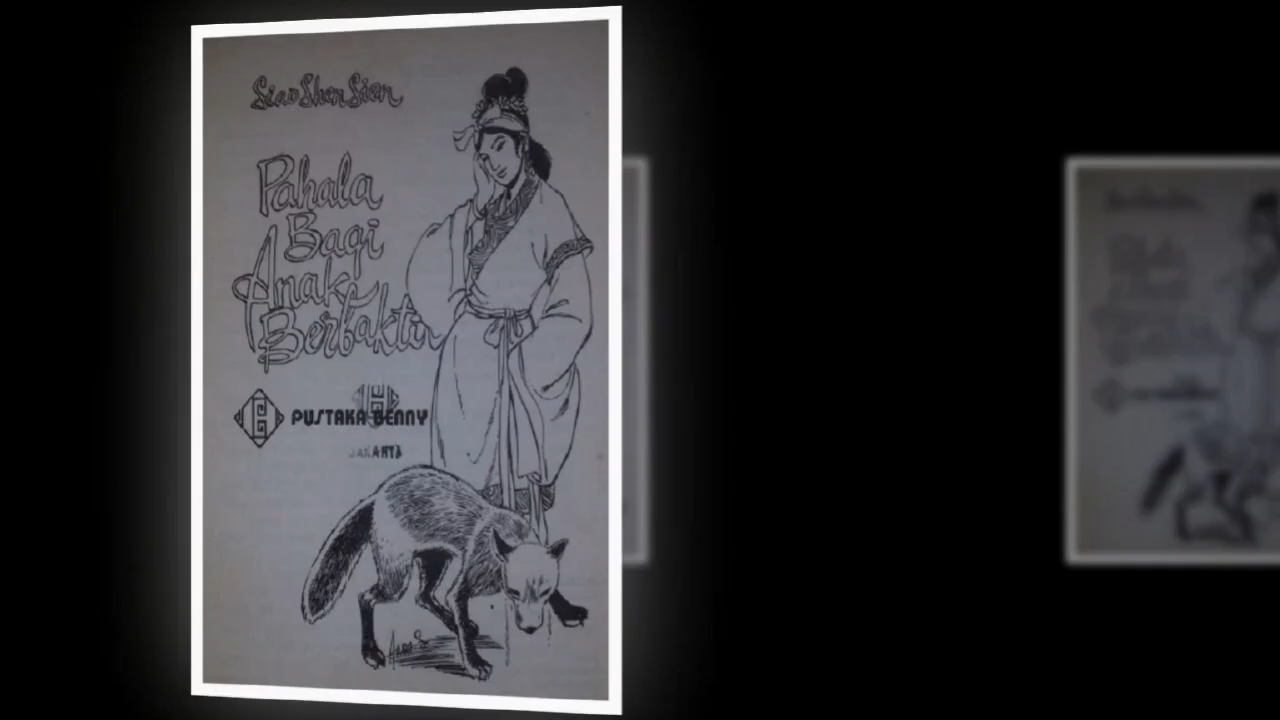 Siao Shen Sien
Pahala
Bagi
Anak
Berbakti
PUSTAKA BENNY
JAKARTA